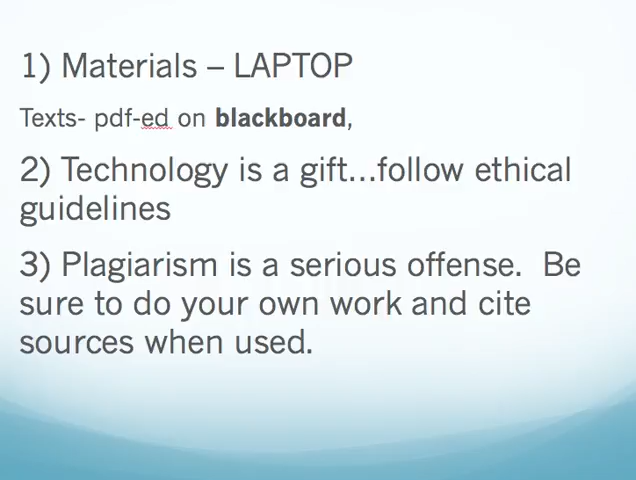 1) Materials – LAPTOP
Texts- pdf-ed on blackboard,
2) Technology is a gift...follow ethical
guidelines
3) Plagiarism is a serious offense.  Be
sure to do your own work and cite
sources when used.